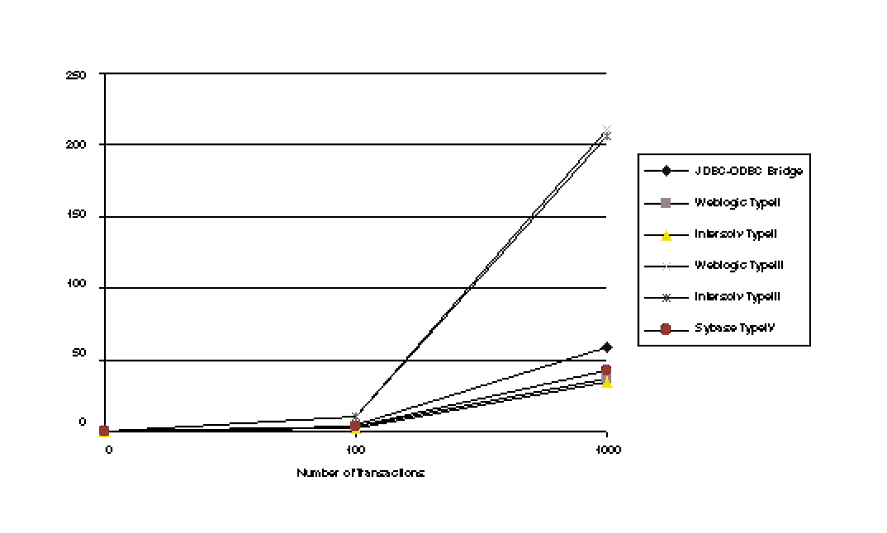 250
200
150
100
50
0
0
100
1000
Number of Transactions
JDBC-ODBC Bridge
Weblogic TypeII
Intersolv TypeII
Weblogic TypeIII
Intersolv TypeIII
Sybase TypeIV